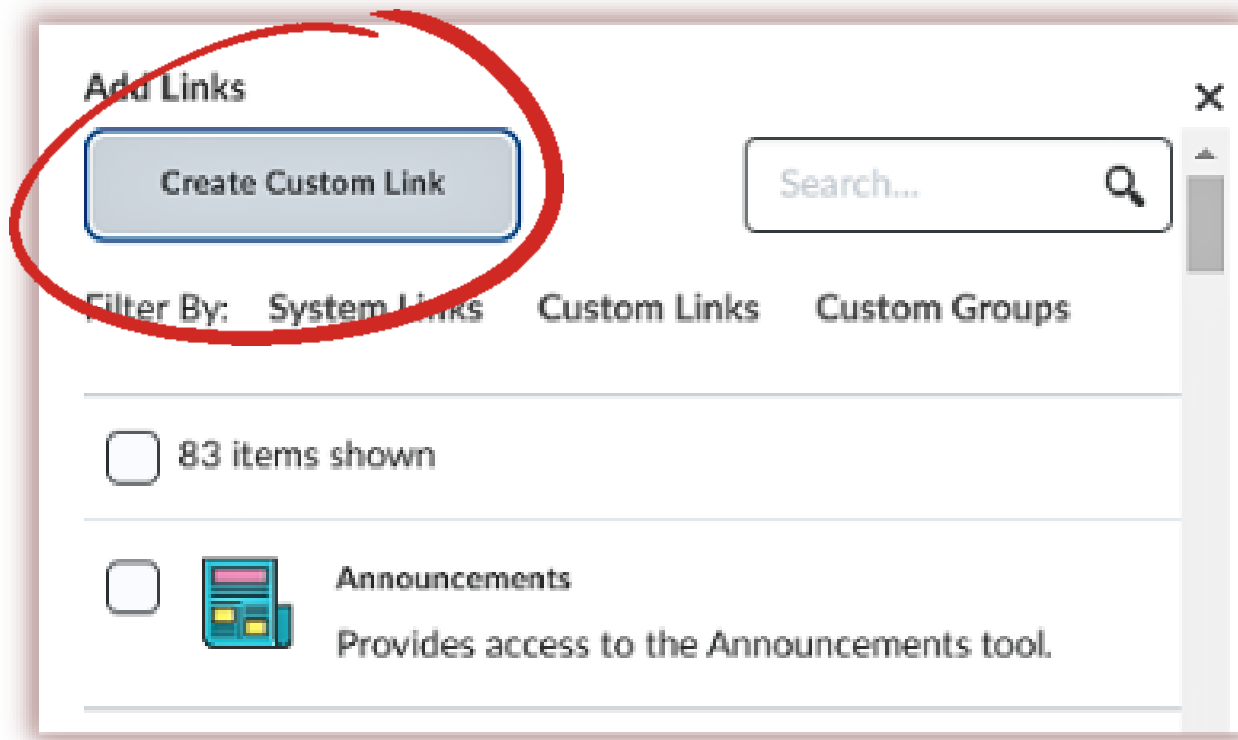 Add Links
Create Custom Link
Search...
Filter By: System Links Custom Links Custom Groups
83 items shown
Announcements
Provides access to the Announcements tool.